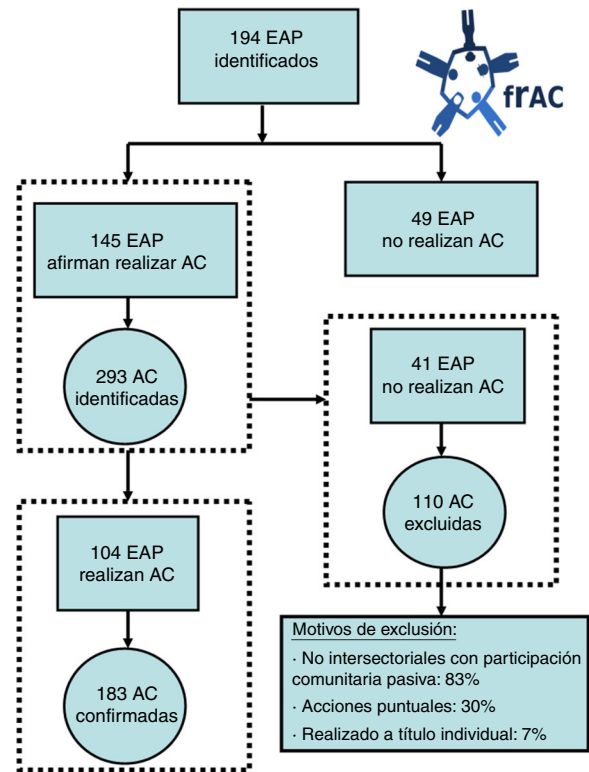 194 EAP
identificados
frAC
145 EAP
afirman realizar AC
49 EAP
no realizan AC
293 AC
identificadas
41 EAP
no realizan AC
110 AC
excluidas
104 EAP
realizan AC
183 AC
confirmadas
Motivos de exclusión:
· No intersectoriales con participación
comunitaria pasiva: 83%
· Acciones puntuales: 30%
· Realizado a título individual: 7%